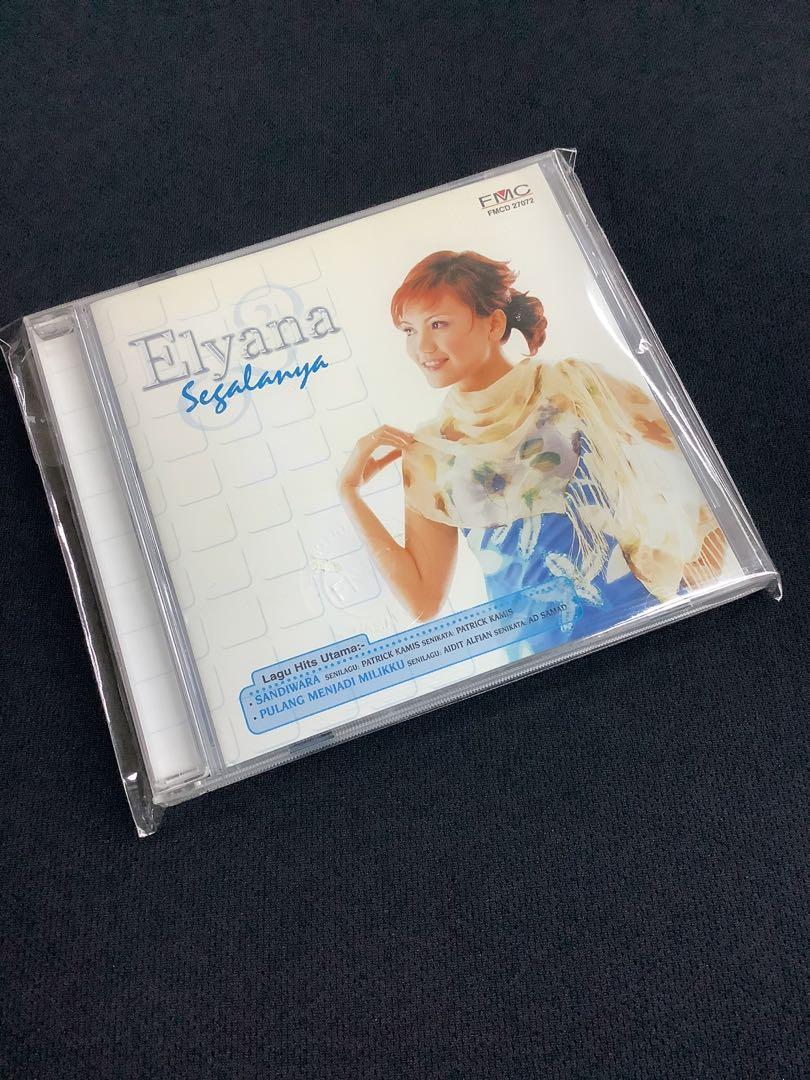 FMC
FMCD 27072
Elyana
Segalanya
Lagu Hits Utama:-
• SANDIWARA SENILAGU: PATRICK KAMIS SENIKATA: PATRICK KAMIS
• PULANG MENJADI MILIKKU SENILAGU: AIDIT ALFIAN SENIKATA: AD SAMAD